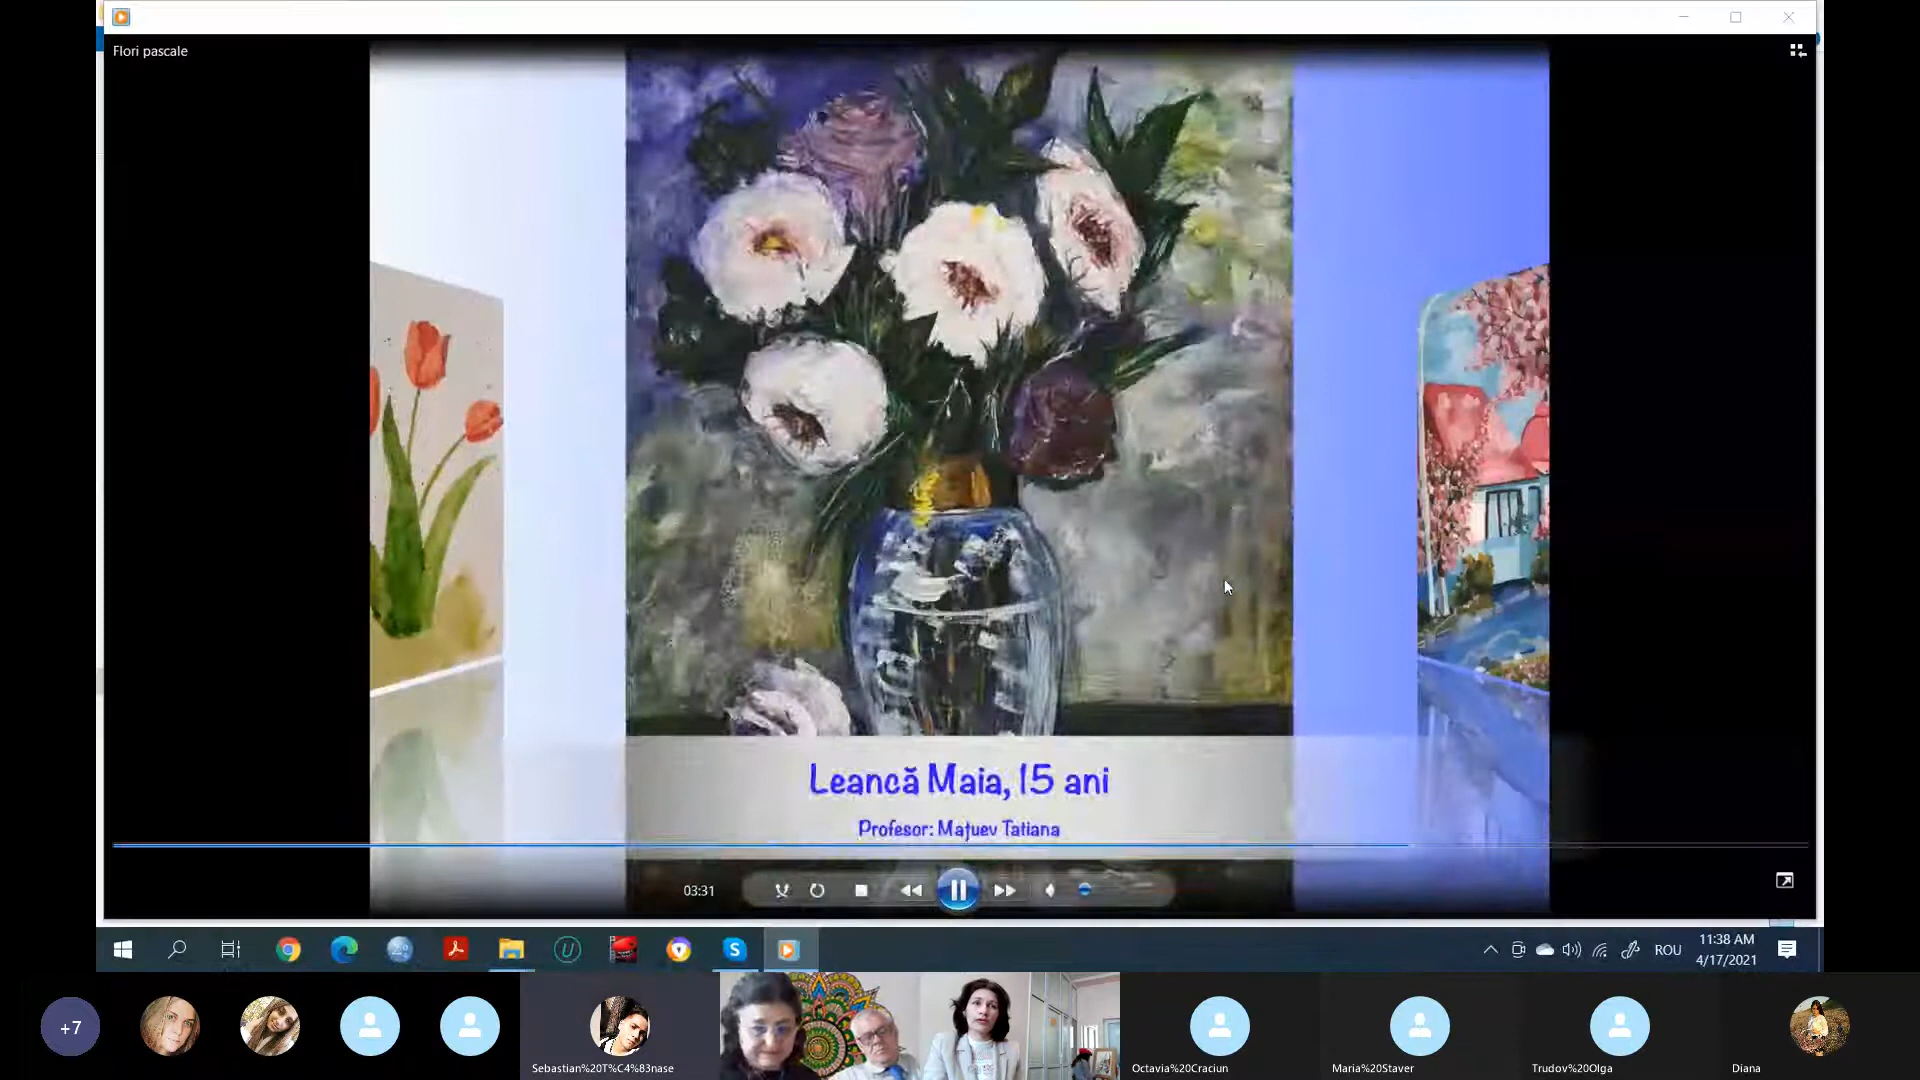 Flori pascale
Leancă Maia, 15 ani
Profesor: Mațuev Tatiana
03:31
ROU
11:38 AM
4/17/2021
+7
Sebastian%20T%C4%83nase
Octavia%20Craciun
Maria%20Staver
Trudov%20Olga
Diana